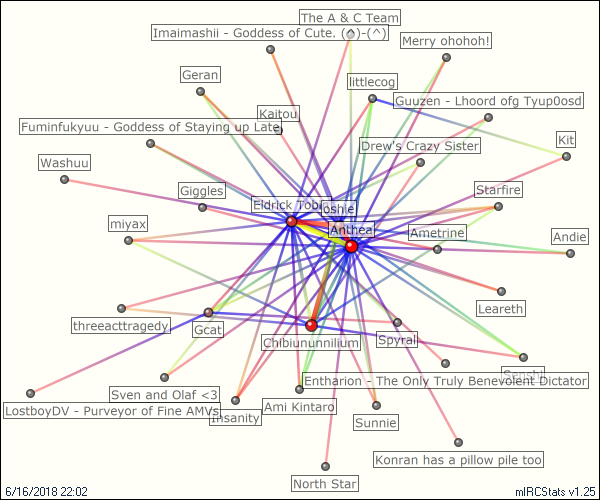 The A & C Team
Imaimashii - Goddess of Cute. (^)-(^)
Merry ohohoh!
Geran
littlecog
Guuzen - Lhoord ofg Tyup0osd
Kaitou
Fuminfukyuu - Goddess of Staying up Late
Drew's Crazy Sister
Kit
Washuu
Giggles
Starfire
Eldrick Tobin
Joshie
miyax
Anthea
Ametrine
Andie
Leareth
threeacttragedy
Gcat
Chibiununnilium
Spyral
Senshi
Entharion - The Only Truly Benevolent Dictator
Sven and Olaf <3
LostboyDV - Purveyor of Fine AMVs
Insanity
Ami Kintaro
Sunnie
Konran has a pillow pile too
North Star
6/16/2018 22:02
mIRCStats v1.25